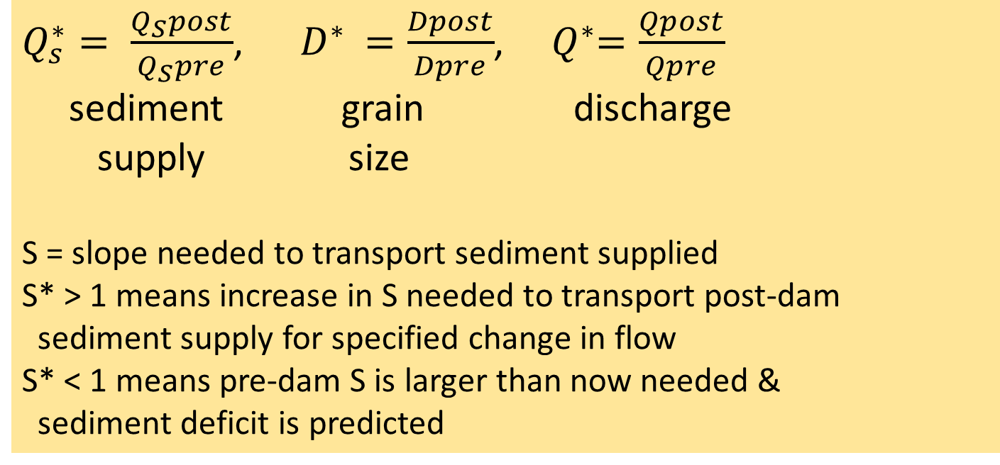 Q*ₛ = Qₛpost/Qₛpre, D* = Dpost/Dpre, Q*= Qpost/Qpre
sediment grain discharge
supply size
S = slope needed to transport sediment supplied
S* > 1 means increase in S needed to transport post-dam
sediment supply for specified change in flow
S* < 1 means pre-dam S is larger than now needed &
sediment deficit is predicted